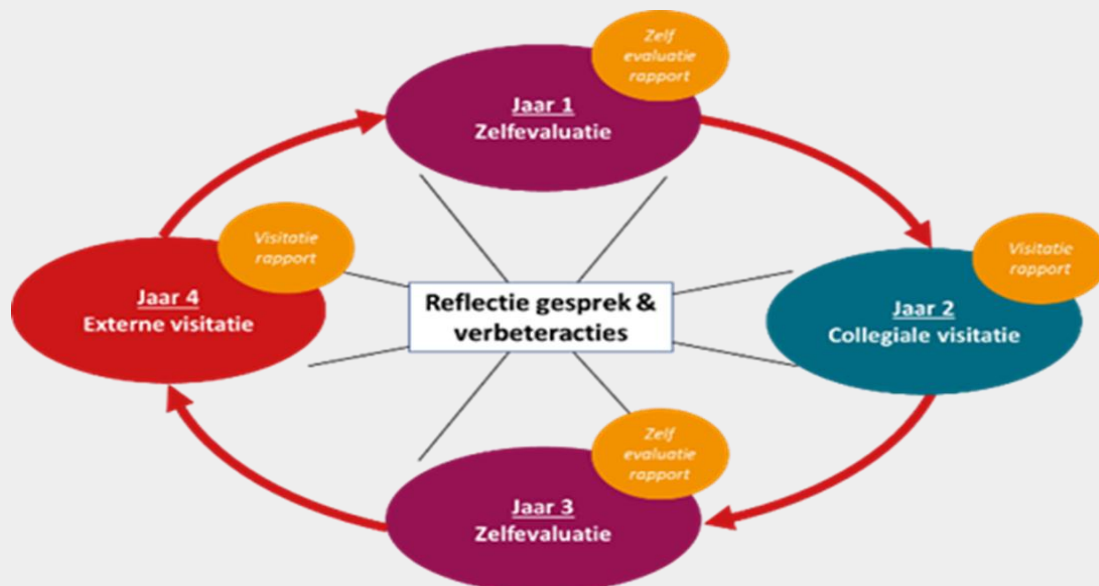 Zelf
evaluatie
rapport
Jaar 1
Zelfevaluatie
Visitatie
rapport
Jaar 2
Collegiale visitatie
Zelf
evaluatie
rapport
Jaar 3
Zelfevaluatie
Visitatie
rapport
Jaar 4
Externe visitatie
Reflectie gesprek &
verbeteracties